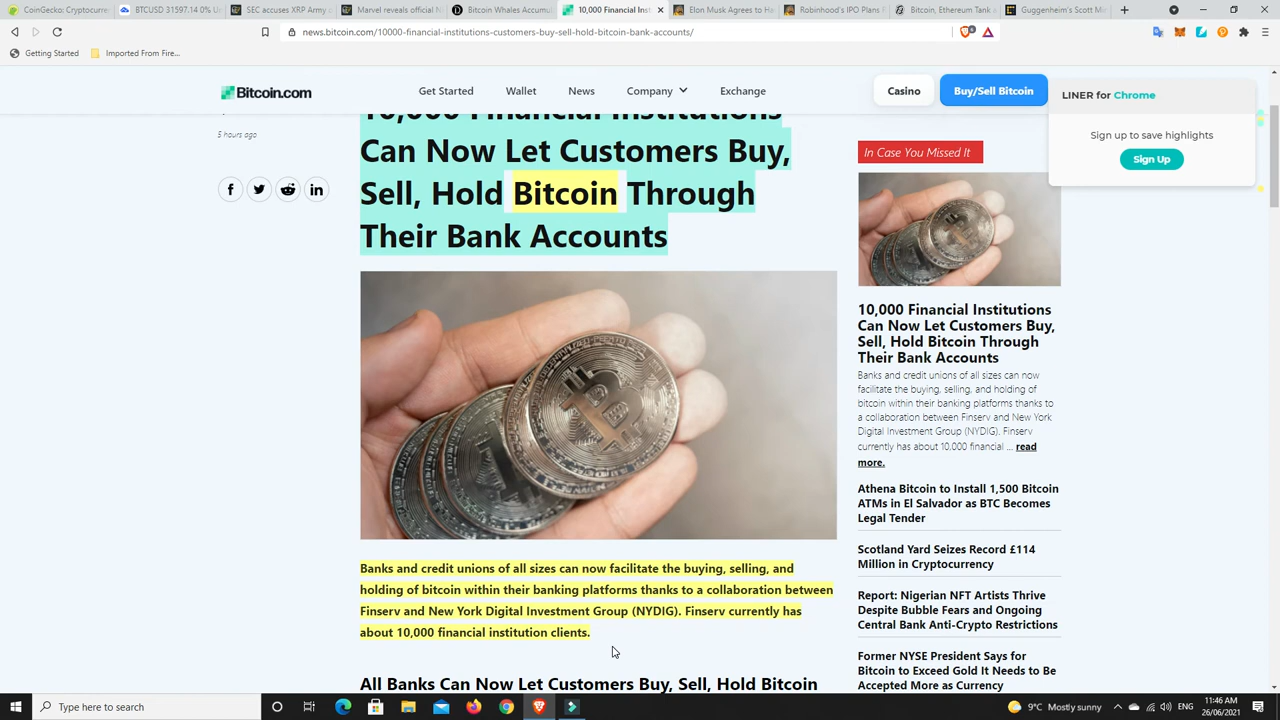 CoinGecko: Cryptocu
BTCUSD 31597.14 0%
SEC accuses XRP Army o
Marvel reveals official N
Bitcoin Whales Accumul
10,000 Financial Inst
Elon Musk Agrees to Ho
Robinhood's IPO Plans F
Bitcoin, Ethereum Tank a
Guggenheim's Scott Mi
news.bitcoin.com/10000-financial-institutions-customers-buy-sell-hold-bitcoin-bank-accounts/
Getting Started
Imported From Fire...
Bitcoin.com
Get Started
Wallet
News
Company
Exchange
Casino
Buy/Sell Bitcoin
LINER for Chrome
Sign up to save highlights
Sign Up
5 hours ago
10,000 Financial Institutions
Can Now Let Customers Buy,
Sell, Hold Bitcoin Through
Their Bank Accounts
Banks and credit unions of all sizes can now facilitate the buying, selling, and
holding of bitcoin within their banking platforms thanks to a collaboration between
Finserv and New York Digital Investment Group (NYDIG). Finserv currently has
about 10,000 financial institution clients.
All Banks Can Now Let Customers Buy, Sell, Hold Bitcoin
In Case You Missed It
10,000 Financial Institutions
Can Now Let Customers Buy,
Sell, Hold Bitcoin Through
Their Bank Accounts
Banks and credit unions of all sizes can now
facilitate the buying, selling, and holding of
bitcoin within their banking platforms thanks to
a collaboration between Finserv and New York
Digital Investment Group (NYDIG). Finserv
currently has about 10,000 financial ... read
more.
Athena Bitcoin to Install 1,500 Bitcoin
ATMs in El Salvador as BTC Becomes
Legal Tender
Scotland Yard Seizes Record £114
Million in Cryptocurrency
Report: Nigerian NFT Artists Thrive
Despite Bubble Fears and Ongoing
Central Bank Anti-Crypto Restrictions
Former NYSE President Says for
Bitcoin to Exceed Gold It Needs to Be
Accepted More as Currency
Type here to search
9°C Mostly sunny
ENG
11:46 AM
26/06/2021